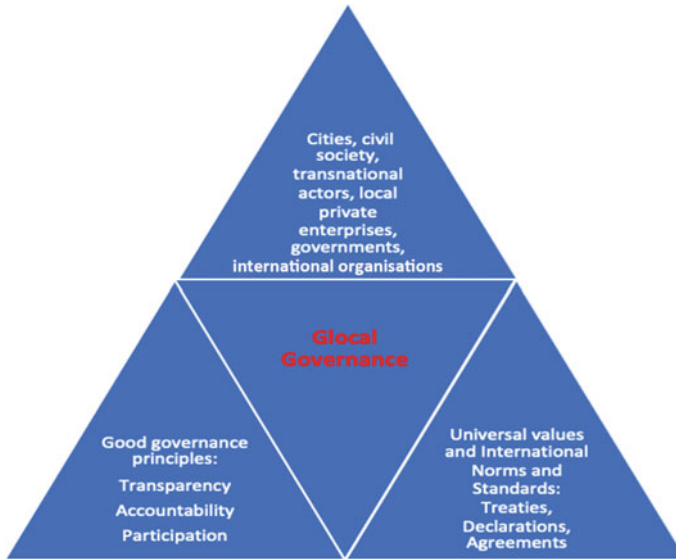 Cities, civil
society,
transnational
actors, local
private
enterprises,
governments,
international organisations
Glocal
Governance
Good governance
principles:
Transparency
Accountability
Participation
Universal values
and International
Norms and
Standards:
Treaties,
Declarations,
Agreements